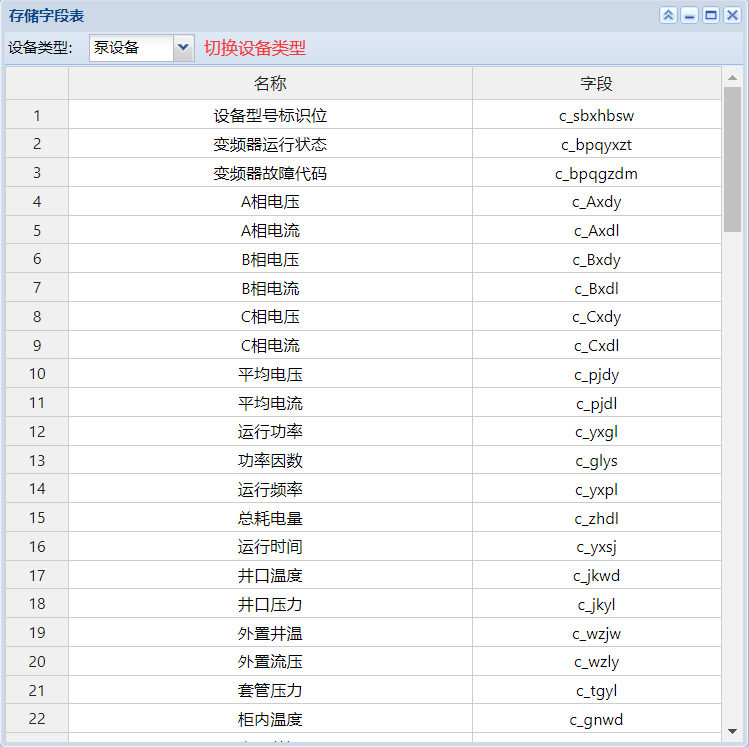 存储字段表
设备类型: 泵设备 切换设备类型
名称 字段
1 设备型号标识位 c_sbxhbsw
2 变频器运行状态 c_bpqyxzt
3 变频器故障代码 c_bpqgzdm
4 A相电压 c_Axdy
5 A相电流 c_Axdl
6 B相电压 c_Bxdy
7 B相电流 c_Bxdl
8 C相电压 c_Cxdy
9 C相电流 c_Cxdl
10 平均电压 c_pjdy
11 平均电流 c_pjdl
12 运行功率 c_yxgl
13 功率因数 c_glys
14 运行频率 c_yxpl
15 总耗电量 c_zhdl
16 运行时间 c_yxsj
17 井口温度 c_jkwd
18 井口压力 c_jkyl
19 外置井温 c_wzjw
20 外置流压 c_wzly
21 套管压力 c_tgyl
22 柜内温度 c_gnwd